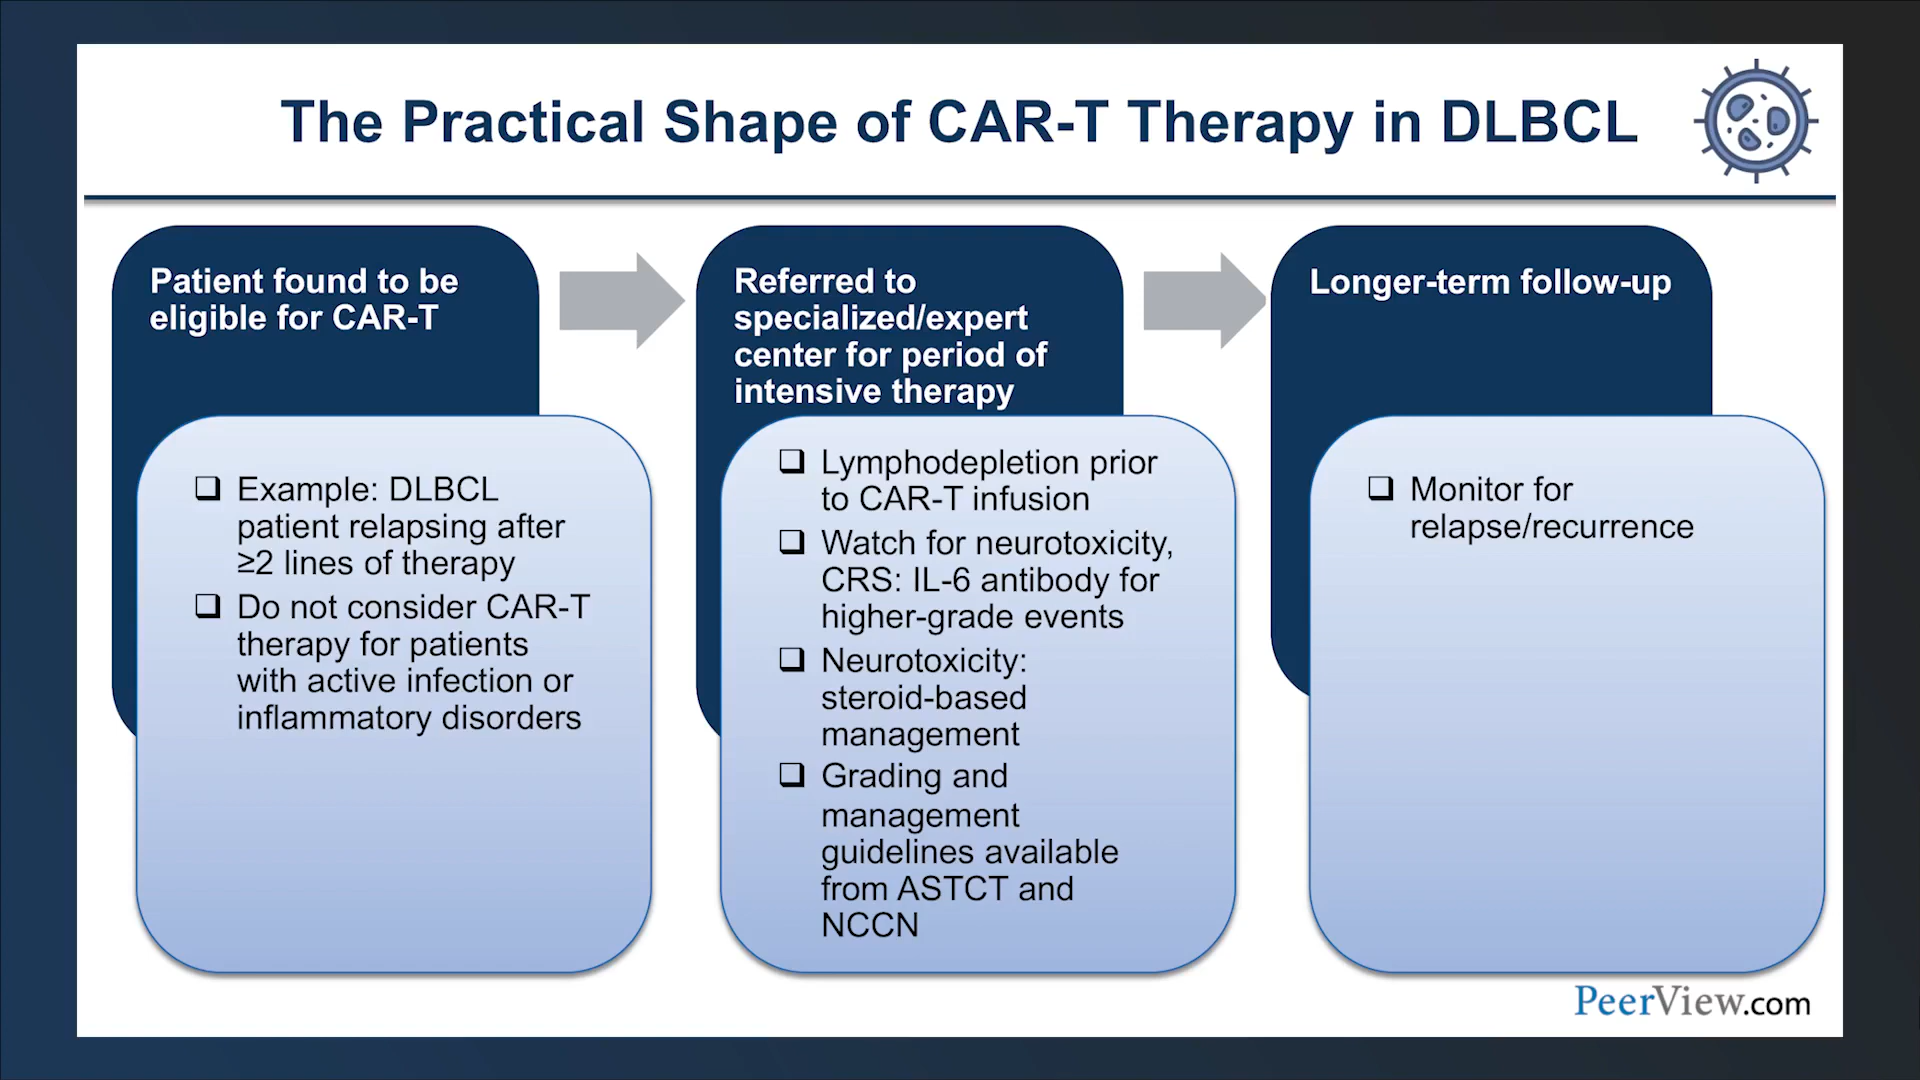 The Practical Shape of CAR-T Therapy in DLBCL
Patient found to be
eligible for CAR-T
Example: DLBCL
patient relapsing after
≥2 lines of therapy
Do not consider CAR-T
therapy for patients
with active infection or
inflammatory disorders
Referred to
specialized/expert
center for period of
intensive therapy
Lymphodepletion prior
to CAR-T infusion
Watch for neurotoxicity,
CRS: IL-6 antibody for
higher-grade events
Neurotoxicity:
steroid-based
management
Grading and
management
guidelines available
from ASTCT and
NCCN
Longer-term follow-up
Monitor for
relapse/recurrence
PeerView.com